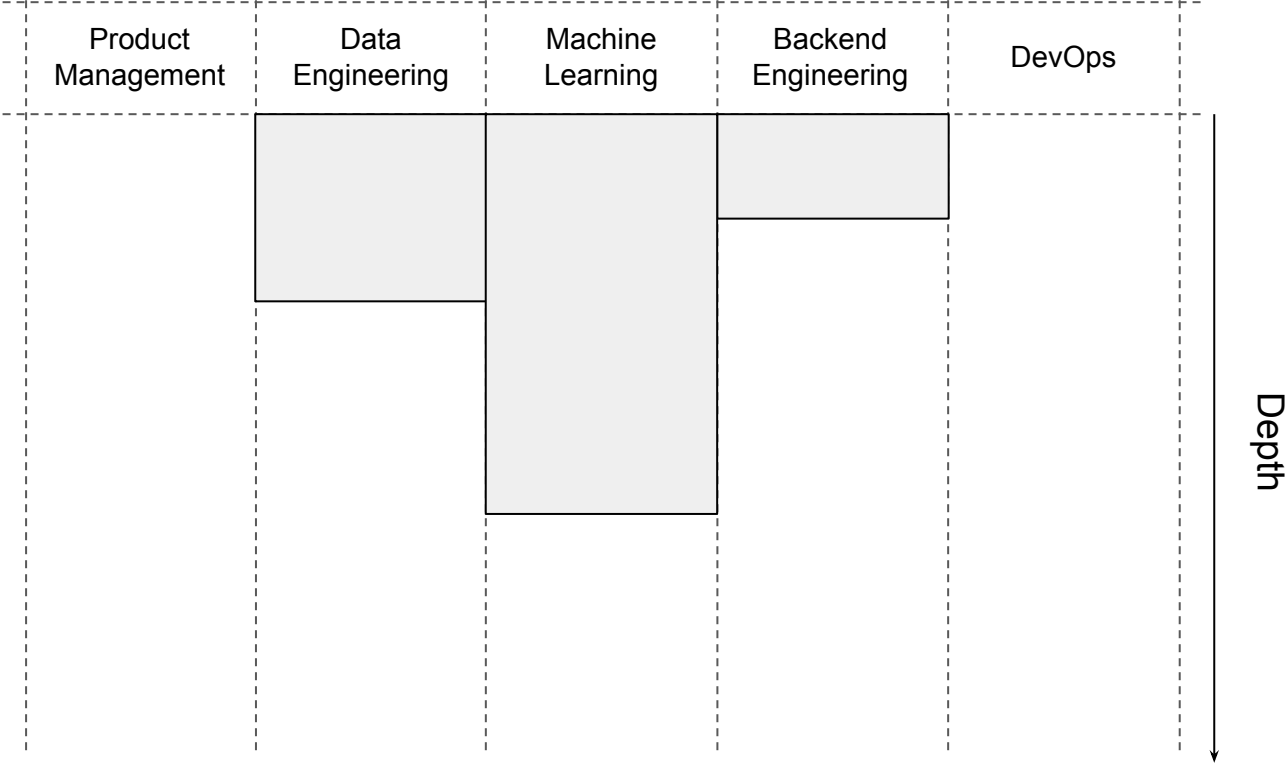 Product
Management
Data
Engineering
Machine
Learning
Backend
Engineering
DevOps
Depth